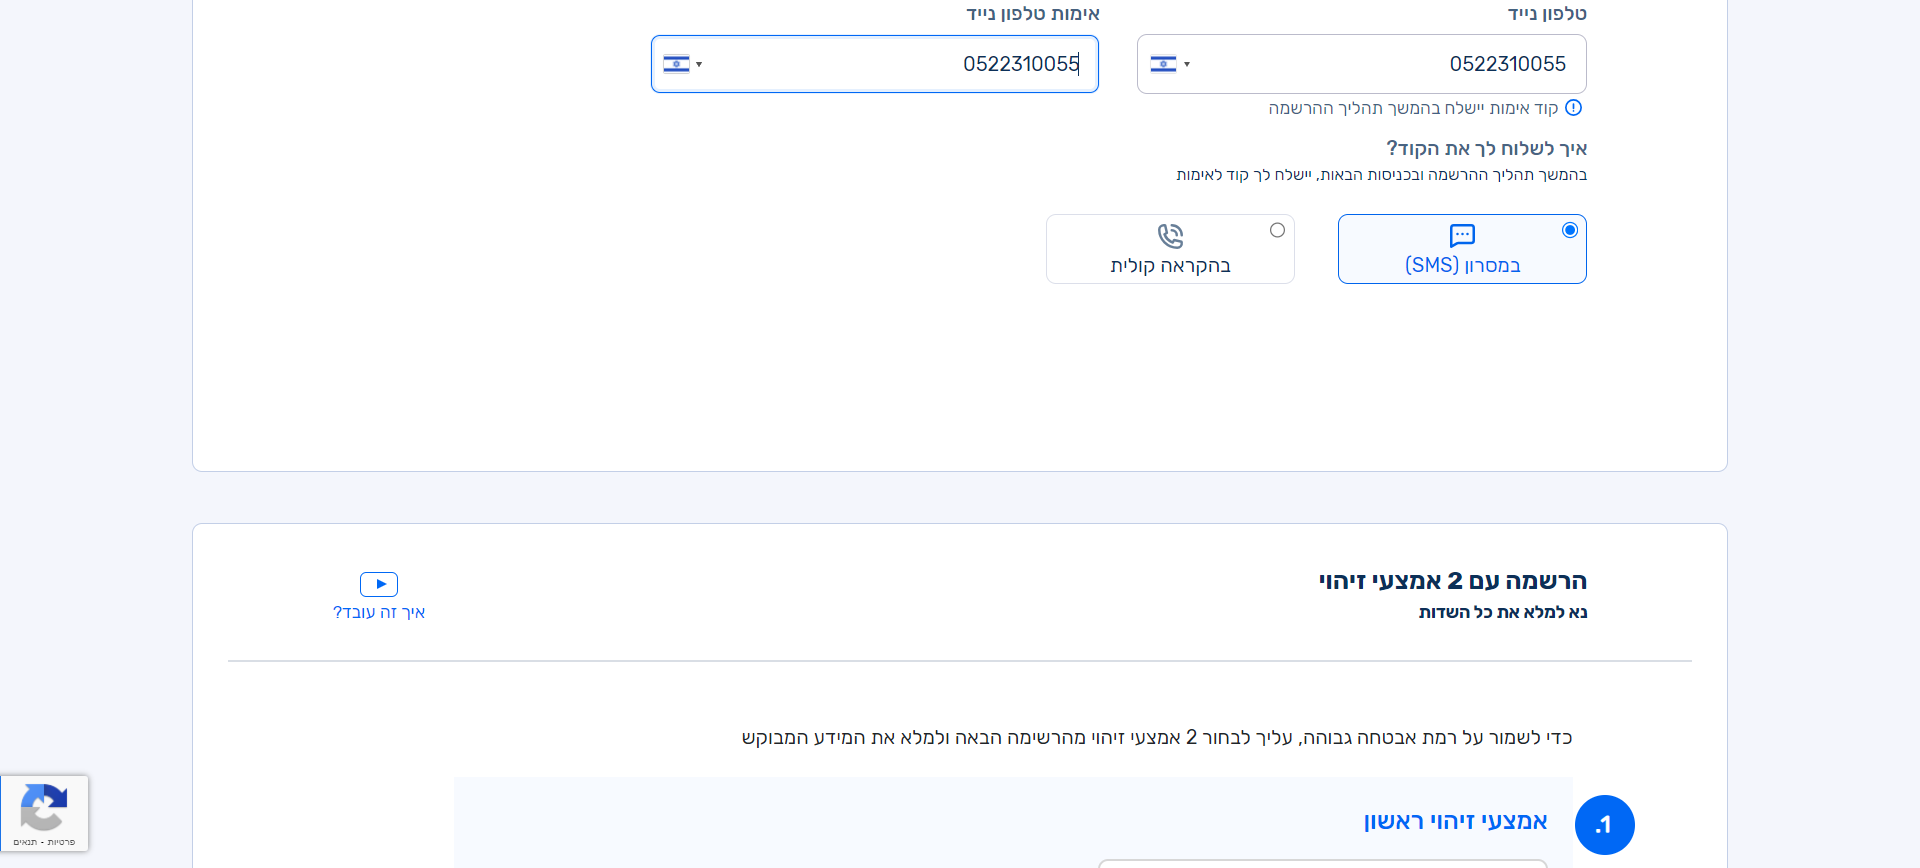 טלפון נייד
אימות טלפון נייד
0522310055
0522310055
קוד אימות יישלח בהמשך תהליך ההרשמה
איך לשלוח לך את הקוד?
בהמשך תהליך ההרשמה ובכניסות הבאות, יישלח לך קוד לאימות
במסרון (SMS)
בהקראה קולית
הרשמה עם 2 אמצעי זיהוי
נא למלא את כל השדות
איך זה עובד?
כדי לשמור על רמת אבטחה גבוהה, עליך לבחור 2 אמצעי זיהוי מהרשימה הבאה ולמלא את המידע המבוקש
1.
אמצעי זיהוי ראשון
פרטיות - תנאים